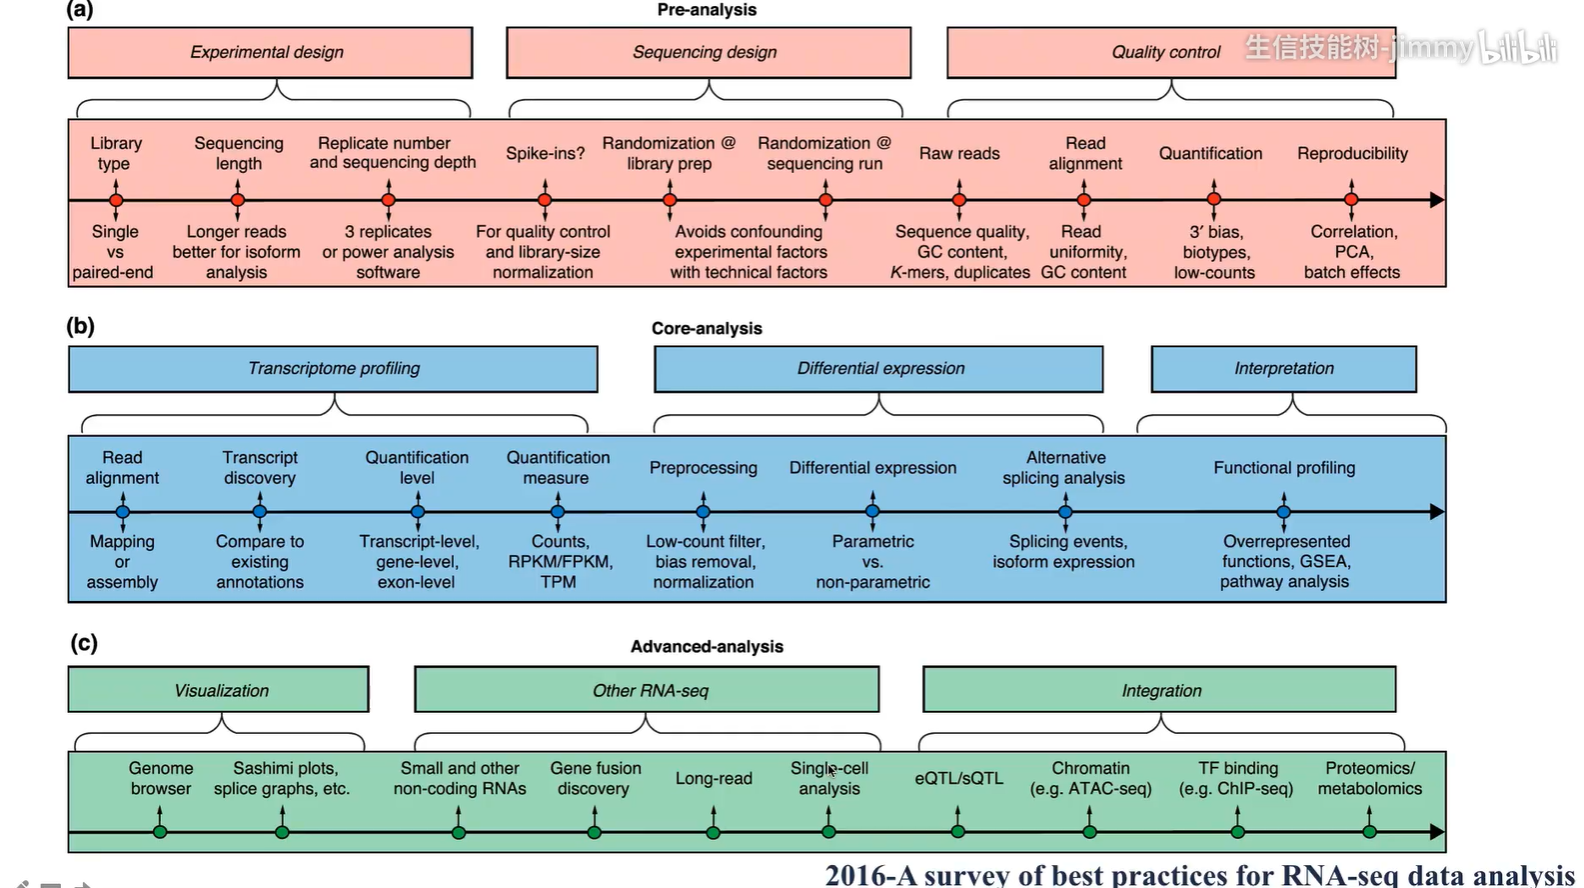 (a)
Pre-analysis
Experimental design
Sequencing design
Quality control
生信技能树-jimmy bilibili
Library
type
Sequencing
length
Replicate number
and sequencing depth
Spike-ins?
Randomization @
library prep
Randomization @
sequencing run
Raw reads
Read
alignment
Quantification
Reproducibility
Single
vs
paired-end
Longer reads
better for isoform
analysis
3 replicates
or power analysis
software
For quality control
and library-size
normalization
Avoids confounding
experimental factors
with technical factors
Sequence quality,
GC content,
K-mers, duplicates
Read
uniformity,
GC content
3′ bias,
biotypes,
low-counts
Correlation,
PCA,
batch effects
(b)
Core-analysis
Transcriptome profiling
Differential expression
Interpretation
Read
alignment
Transcript
discovery
Quantification
level
Quantification
measure
Preprocessing
Differential expression
Alternative
splicing analysis
Functional profiling
Mapping
or
assembly
Compare to
existing
annotations
Transcript-level,
gene-level,
exon-level
Counts,
RPKM/FPKM,
TPM
Low-count filter,
bias removal,
normalization
Parametric
vs.
non-parametric
Splicing events,
isoform expression
Overrepresented
functions, GSEA,
pathway analysis
(c)
Advanced-analysis
Visualization
Other RNA-seq
Integration
Genome
browser
Sashimi plots,
splice graphs, etc.
Small and other
non-coding RNAs
Gene fusion
discovery
Long-read
Single-cell
analysis
eQTL/sQTL
Chromatin
(e.g. ATAC-seq)
TF binding
(e.g. ChIP-seq)
Proteomics/
metabolomics
2016-A survey of best practices for RNA-seq data analysis